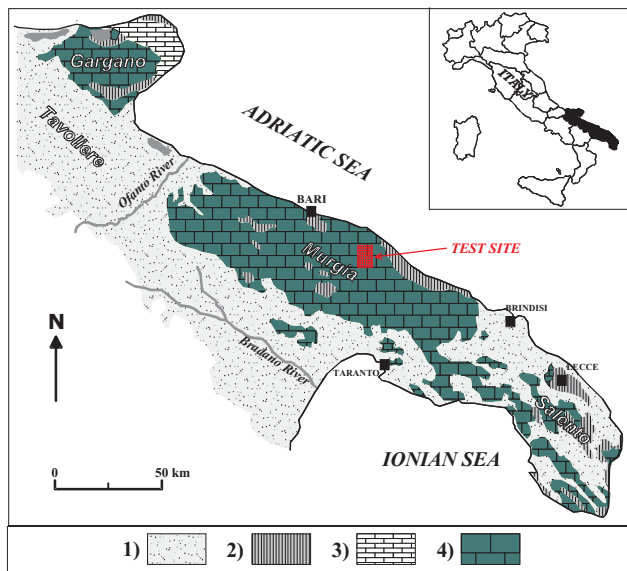 Gargano
ITALY
Tavoliere
ADRIATIC SEA
Ofanto River
BARI
Murgia
TEST SITE
N
BRINDISI
Bradano River
TARANTO
LECCE
Salento
IONIAN SEA
0 50 km
1) 2) 3) 4)